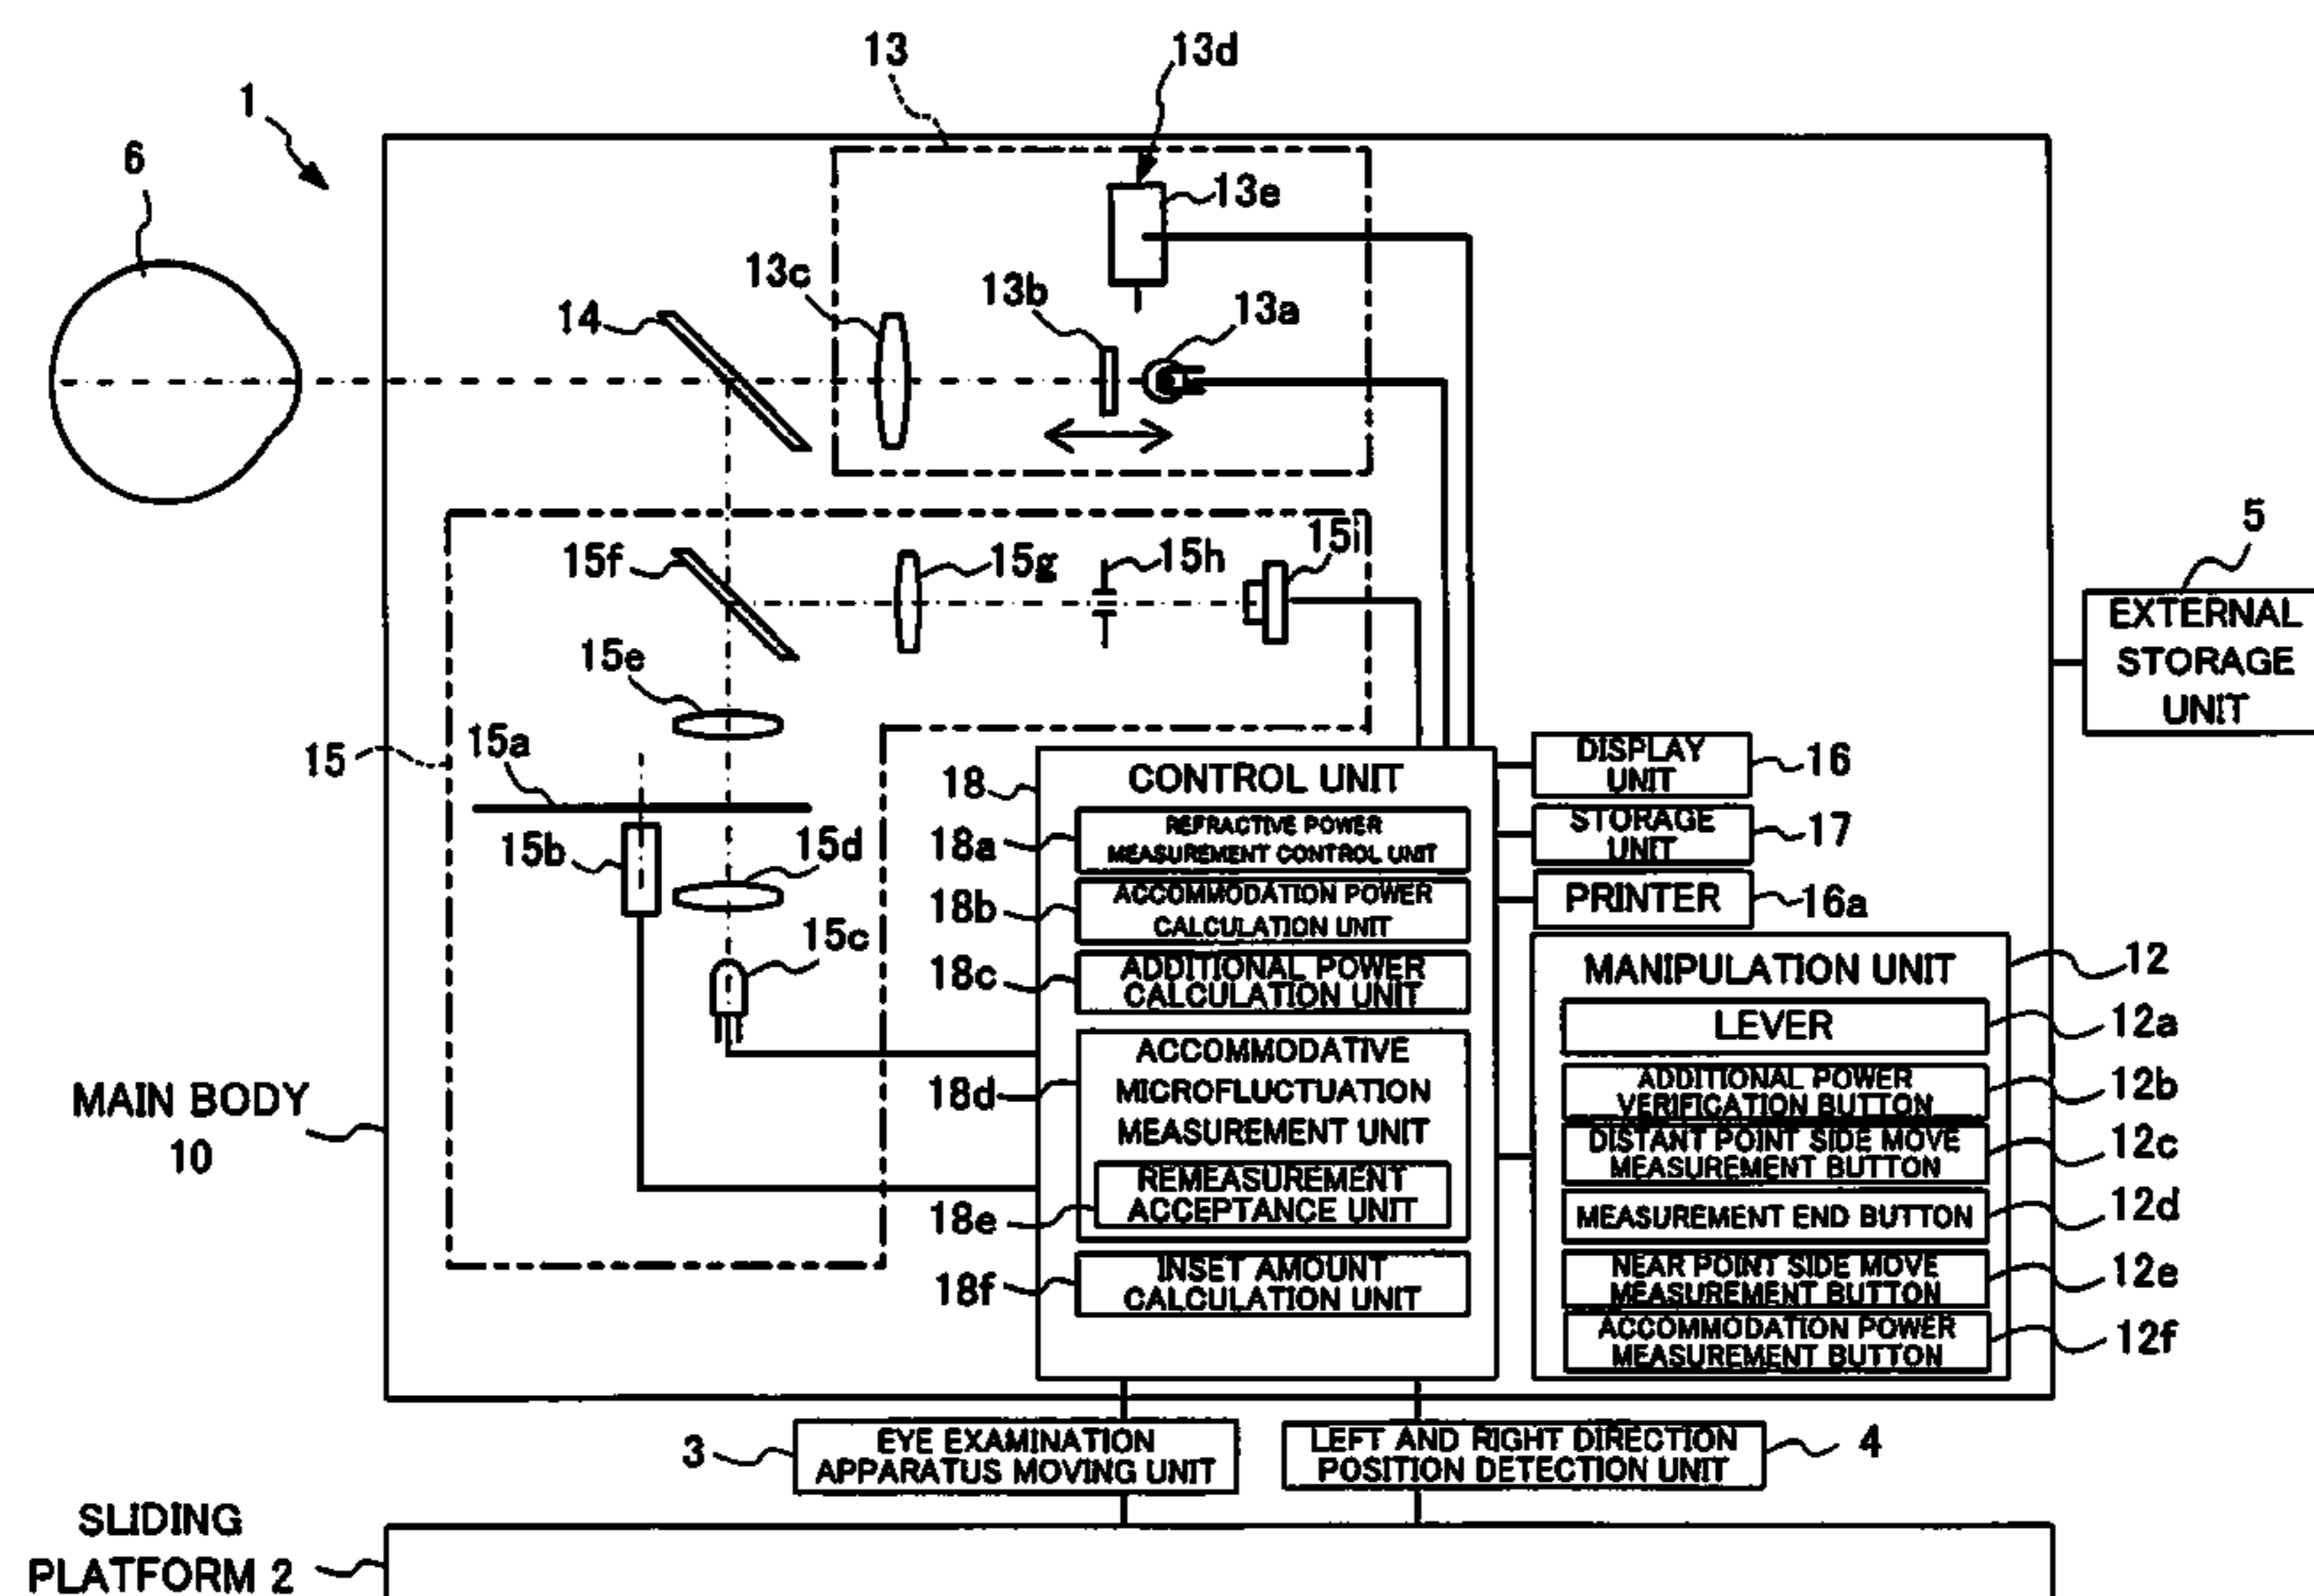 13
13d
1
6
13e
13c
13b
13a
14
5
EXTERNAL
STORAGE
UNIT
15f
15g
15h
15i
15e
15
15a
15b
15d
15c
18
CONTROL UNIT
18a
REFRACTIVE POWER
MEASUREMENT CONTROL UNIT
18b
ACCOMMODATION POWER
CALCULATION UNIT
18c
ADDITIONAL POWER
CALCULATION UNIT
18d
ACCOMMODATIVE
MICROFLUCTUATION
MEASUREMENT UNIT
18e
REMEASUREMENT
ACCEPTANCE UNIT
18f
INSET AMOUNT
CALCULATION UNIT
DISPLAY
UNIT
16
STORAGE
UNIT
17
PRINTER
16a
MANIPULATION UNIT
12
LEVER
12a
ADDITIONAL POWER
VERIFICATION BUTTON
12b
DISTANT POINT SIDE MOVE
MEASUREMENT BUTTON
12c
MEASUREMENT END BUTTON
12d
NEAR POINT SIDE MOVE
MEASUREMENT BUTTON
12e
ACCOMMODATION POWER
MEASUREMENT BUTTON
12f
MAIN BODY
10
3
EYE EXAMINATION
APPARATUS MOVING UNIT
LEFT AND RIGHT DIRECTION
POSITION DETECTION UNIT
4
SLIDING
PLATFORM 2